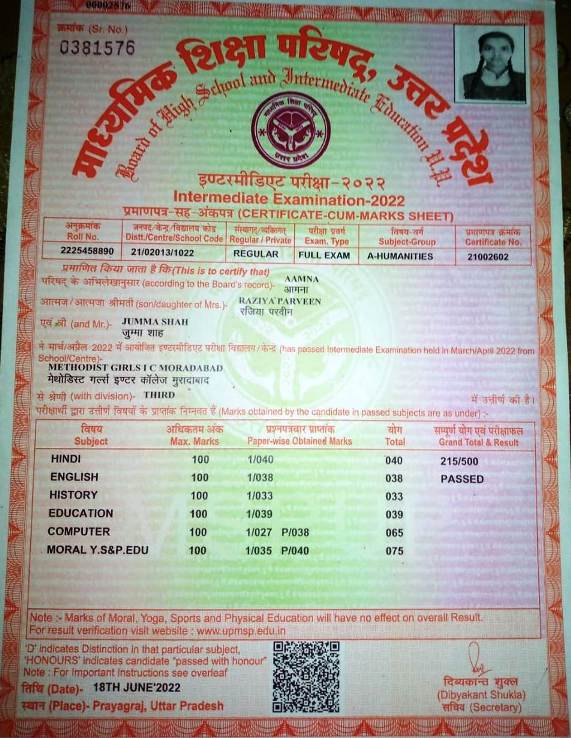 00002576
क्रमांक (Sr. No.)
0381576
माध्यमिक शिक्षा परिषद्, उत्तर प्रदेश
Board of High School and Intermediate Education U.P.
माध्यमिक शिक्षा परिषद्
उत्तर प्रदेश
इण्टरमीडिएट परीक्षा-२०२२
Intermediate Examination-2022
प्रमाणपत्र-सह-अंकपत्र (CERTIFICATE-CUM-MARKS SHEET)
अनुक्रमांक जनपद/केन्द्र/विद्यालय कोड संस्थागत/व्यक्तिगत परीक्षा प्रवर्ग विषय-वर्ग प्रमाणपत्र क्रमांक
Roll No. Distt./Centre/School Code Regular / Private Exam. Type Subject-Group Certificate No.
2225458890 21/02013/1022 REGULAR FULL EXAM A-HUMANITIES 21002602
प्रमाणित किया जाता है कि(This is to certify that) AAMNA
परिषद् के अभिलेखानुसार (according to the Board's record)- आमना
आत्मज / आत्मजा श्रीमती (son/daughter of Mrs.)- RAZIYA PARVEEN
रजिया परवीन
एवं श्री (and Mr.)- JUMMA SHAH
जुम्मा शाह
ने मार्च/अप्रैल 2022 में आयोजित इण्टरमीडिएट परीक्षा विद्यालय / केन्द्र (has passed Intermediate Examination held in March/April 2022 from
School/Centre)-
METHODIST GIRLS I C MORADABAD
मेथोडिस्ट गर्ल्स इण्टर कॉलेज मुरादाबाद
से श्रेणी (with division)- THIRD में उत्तीर्ण की है।
परीक्षार्थी द्वारा उत्तीर्ण विषयों के प्राप्तांक निम्नवत हैं (Marks obtained by the candidate in passed subjects are as under) :-
विषय अधिकतम अंक प्रश्नपत्रवार प्राप्तांक योग सम्पूर्ण योग एवं परीक्षाफल
Subject Max. Marks Paper-wise Obtained Marks Total Grand Total & Result
HINDI 100 1/040 040 215/500
ENGLISH 100 1/038 038 PASSED
HISTORY 100 1/033 033
EDUCATION 100 1/039 039
COMPUTER 100 1/027 P/038 065
MORAL Y.S&P.EDU 100 1/035 P/040 075
Note :- Marks of Moral, Yoga, Sports and Physical Education will have no effect on overall Result.
For result verification visit website : www.upmsp.edu.in
'D' indicates Distinction in that particular subject,
'HONOURS' indicates candidate "passed with honour"
Note : For Important Instructions see overleaf
तिथि (Date)- 18TH JUNE'2022
स्थान (Place)- Prayagraj, Uttar Pradesh
दिव्यकान्त शुक्ल
(Dibyakant Shukla)
सचिव (Secretary)